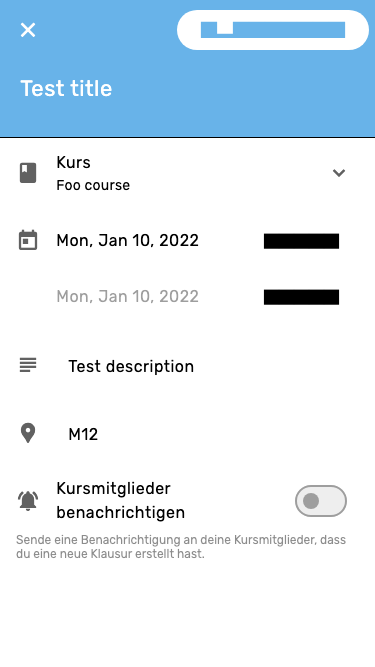 Test title
Kurs
Foo course
Mon, Jan 10, 2022
Mon, Jan 10, 2022
Test description
M12
Kursmitglieder
benachrichtigen
Sende eine Benachrichtigung an deine Kursmitglieder, dass
du eine neue Klausur erstellt hast.